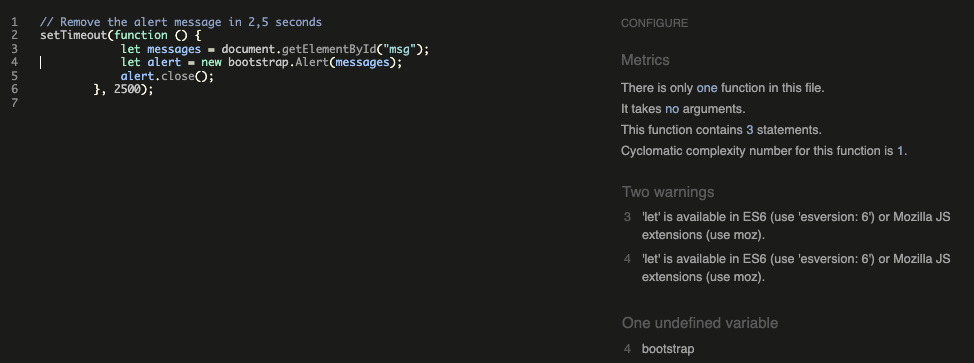 1 // Remove the alert message in 2,5 seconds
2 setTimeout(function () {
3 let messages = document.getElementById("msg");
4 let alert = new bootstrap.Alert(messages);
5 alert.close();
6 }, 2500);
7
CONFIGURE
Metrics
There is only one function in this file.
It takes no arguments.
This function contains 3 statements.
Cyclomatic complexity number for this function is 1.
Two warnings
3 'let' is available in ES6 (use 'esversion: 6') or Mozilla JS
extensions (use moz).
4 'let' is available in ES6 (use 'esversion: 6') or Mozilla JS
extensions (use moz).
One undefined variable
4 bootstrap